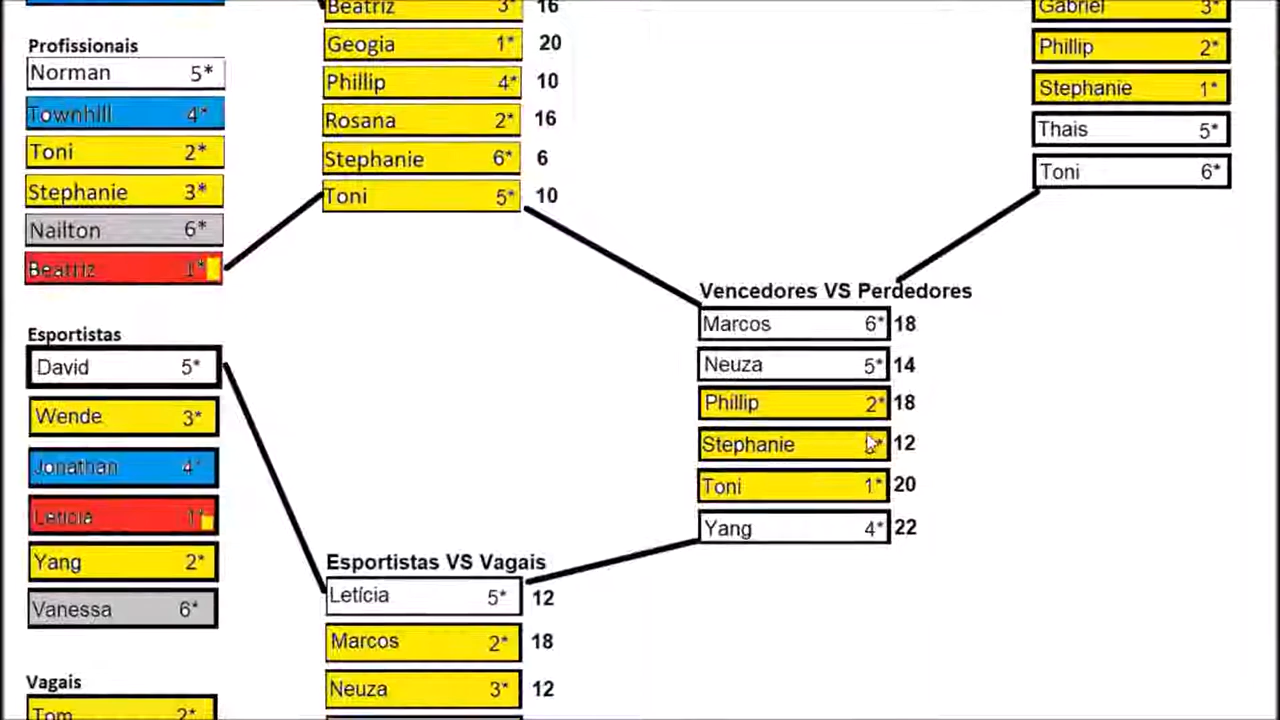 Profissionais
Norman 5*
Townhill 4*
Toni 2*
Stephanie 3*
Nailton 6*
Beatriz 1*
Esportistas
David 5*
Wende 3*
Jonathan 4*
Letícia 1*
Yang 2*
Vanessa 6*
Vagais
Tom 2*
Beatriz 3* 16
Geogia 1* 20
Phillip 4* 10
Rosana 2* 16
Stephanie 6* 6
Toni 5* 10
Esportistas VS Vagais
Letícia 5* 12
Marcos 2* 18
Neuza 3* 12
Vencedores VS Perdedores
Marcos 6* 18
Neuza 5* 14
Phillip 2* 18
Stephanie 12
Toni 1* 20
Yang 4* 22
Gabriel 3*
Phillip 2*
Stephanie 1*
Thais 5*
Toni 6*